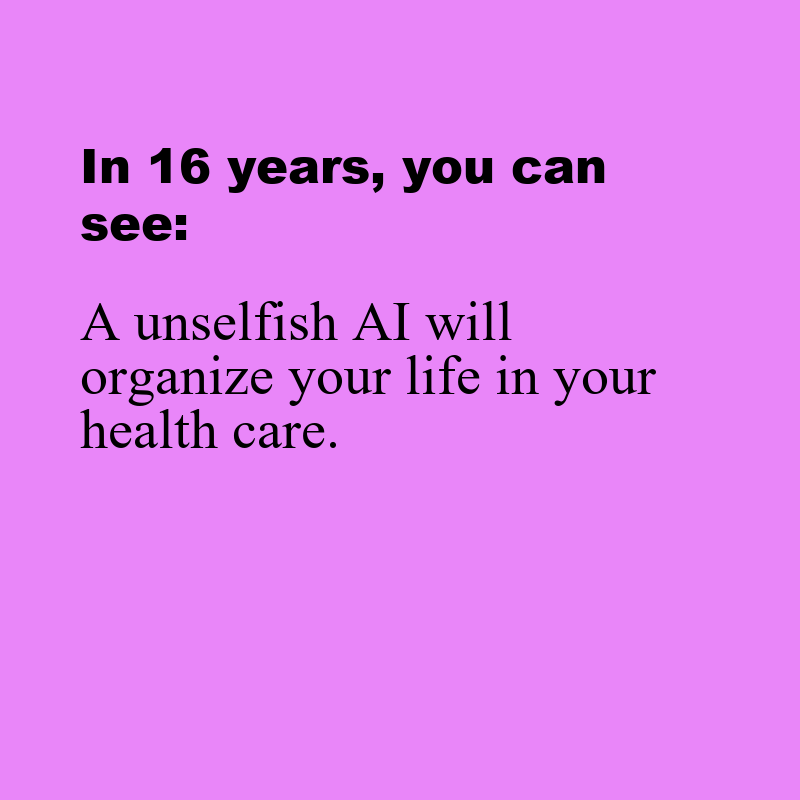 In 16 years, you can
see:
A unselfish AI will
organize your life in your
health care.